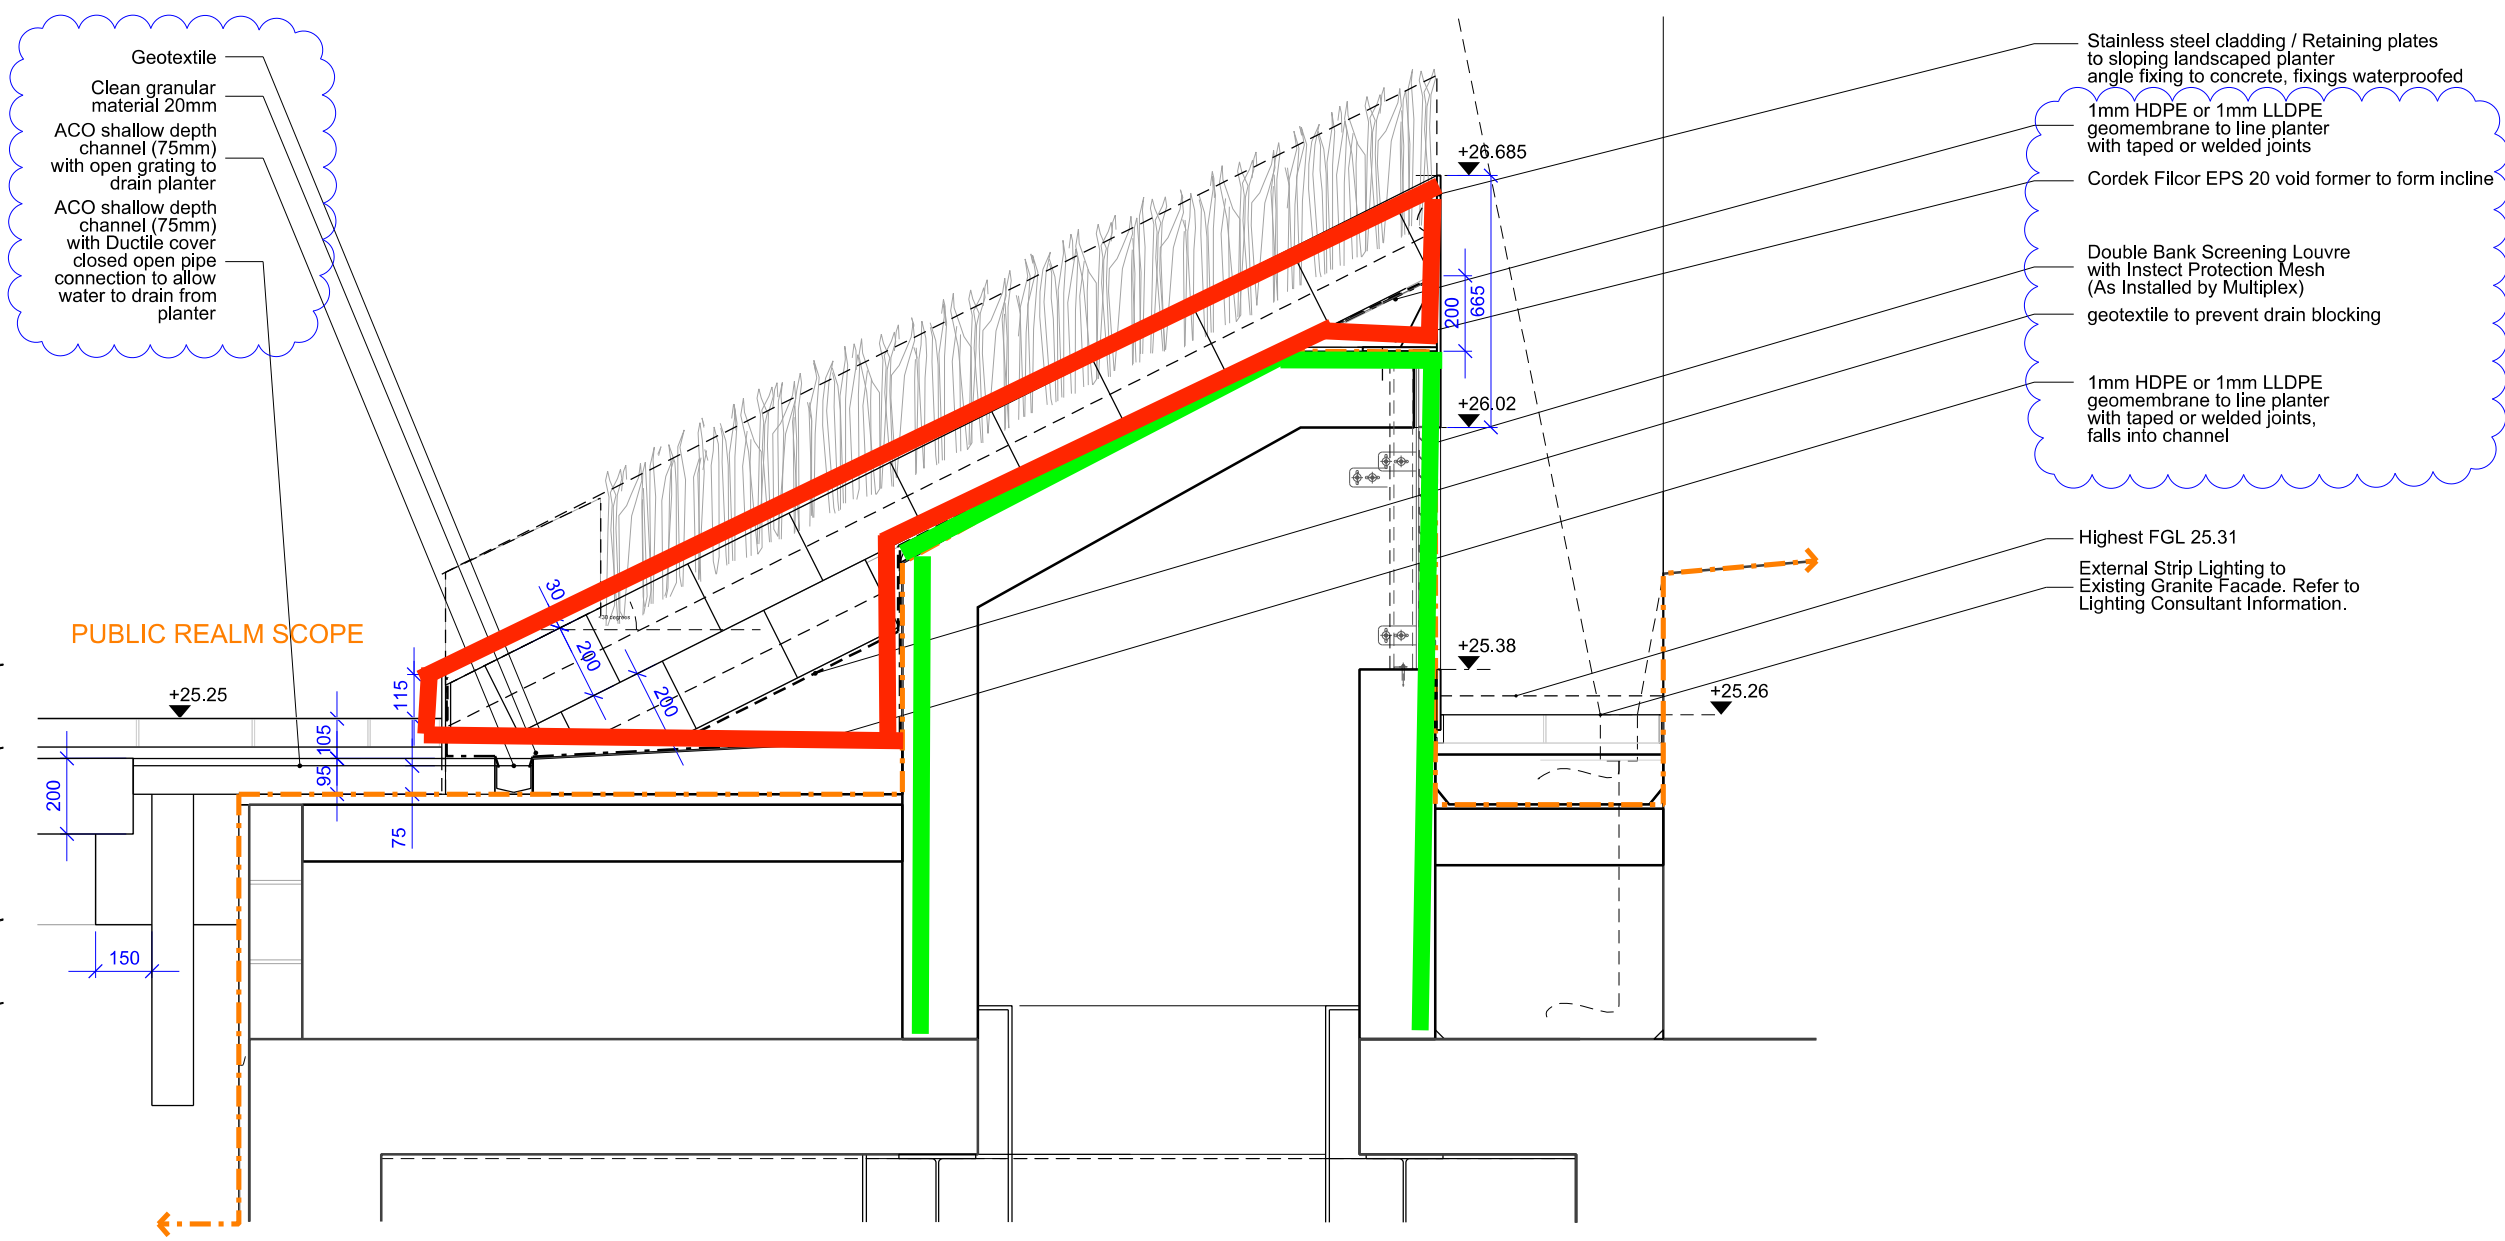 Geotextile
Clean granular
material 20mm
ACO shallow depth
channel (75mm)
with open grating to
drain planter
ACO shallow depth
channel (75mm)
with Ductile cover
closed open pipe
connection to allow
water to drain from
planter
Stainless steel cladding / Retaining plates
to sloping landscaped planter
angle fixing to concrete, fixings waterproofed
1mm HDPE or 1mm LLDPE
geomembrane to line planter
with taped or welded joints
Cordek Filcor EPS 20 void former to form incline
Double Bank Screening Louvre
with Instect Protection Mesh
(As Installed by Multiplex)
geotextile to prevent drain blocking
1mm HDPE or 1mm LLDPE
geomembrane to line planter
with taped or welded joints,
falls into channel
Highest FGL 25.31
External Strip Lighting to
Existing Granite Facade. Refer to
Lighting Consultant Information.
PUBLIC REALM SCOPE
+26.685
200
665
+26.02
+25.38
+25.26
+25.25
30
30 degrees
200
200
115
105
95
200
75
150